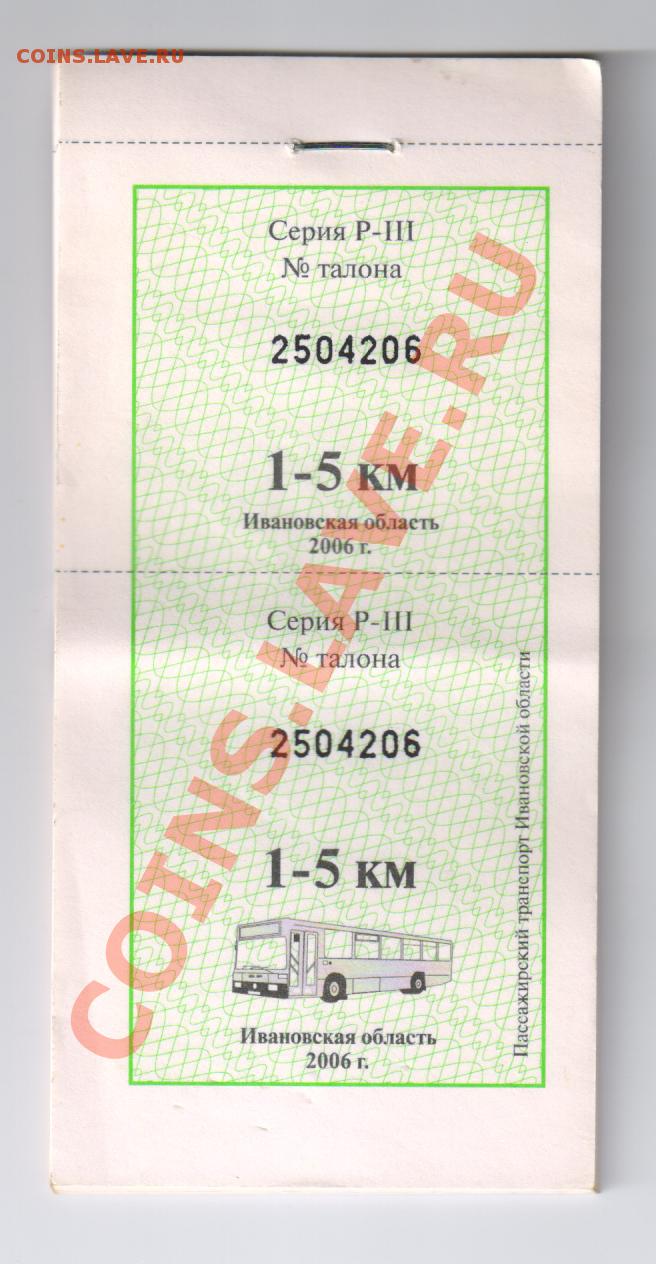 COINS.LAVE.RU
Серия Р-III
№ талона
2504206
1-5 км
Ивановская область
2006 г.
Серия Р-III
№ талона
2504206
1-5 км
Ивановская область
2006 г.
Пассажирский транспорт Ивановской области
COINS.LAVE.RU